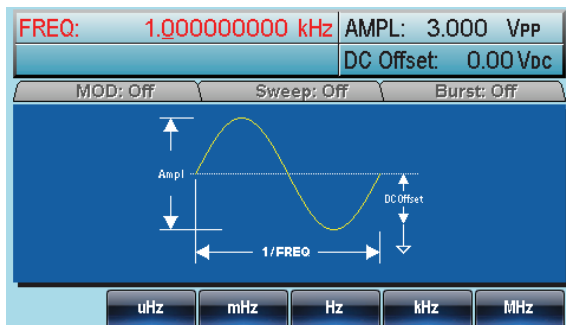 FREQ: 1.000000000 kHz AMPL: 3.000 VPP
DC Offset: 0.00 VDC
MOD: Off Sweep: Off Burst: Off
Ampl
DC Offset
1/FREQ
uHz mHz Hz kHz MHz